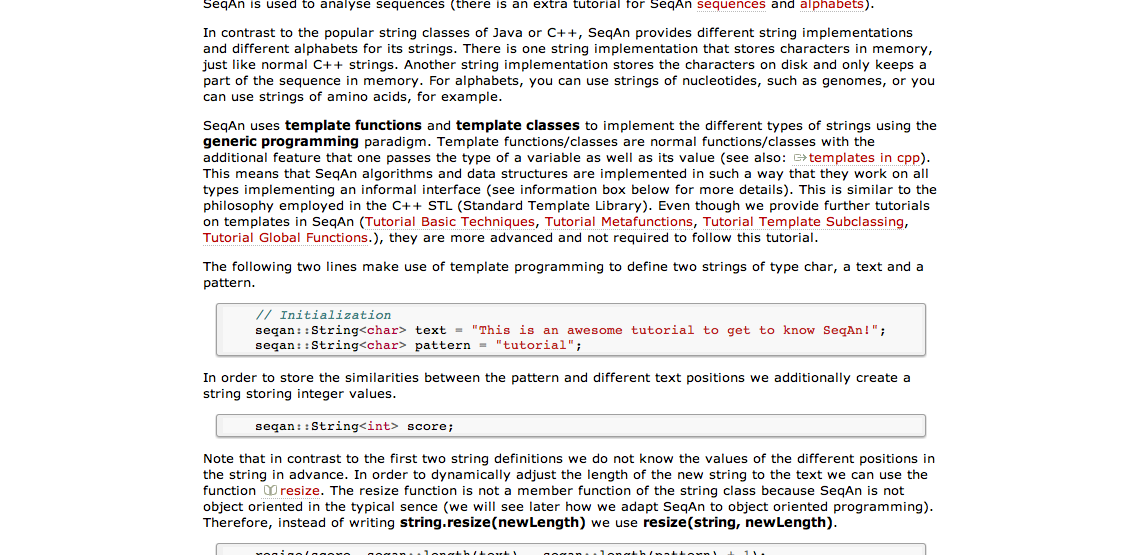 SeqAn is used to analyse sequences (there is an extra tutorial for SeqAn sequences and alphabets).
In contrast to the popular string classes of Java or C++, SeqAn provides different string implementations
and different alphabets for its strings. There is one string implementation that stores characters in memory,
just like normal C++ strings. Another string implementation stores the characters on disk and only keeps a
part of the sequence in memory. For alphabets, you can use strings of nucleotides, such as genomes, or you
can use strings of amino acids, for example.
SeqAn uses template functions and template classes to implement the different types of strings using the
generic programming paradigm. Template functions/classes are normal functions/classes with the
additional feature that one passes the type of a variable as well as its value (see also: templates in cpp).
This means that SeqAn algorithms and data structures are implemented in such a way that they work on all
types implementing an informal interface (see information box below for more details). This is similar to the
philosophy employed in the C++ STL (Standard Template Library). Even though we provide further tutorials
on templates in SeqAn (Tutorial Basic Techniques, Tutorial Metafunctions, Tutorial Template Subclassing,
Tutorial Global Functions.), they are more advanced and not required to follow this tutorial.
The following two lines make use of template programming to define two strings of type char, a text and a
pattern.
// Initialization
seqan::String<char> text = "This is an awesome tutorial to get to know SeqAn!";
seqan::String<char> pattern = "tutorial";
In order to store the similarities between the pattern and different text positions we additionally create a
string storing integer values.
seqan::String<int> score;
Note that in contrast to the first two string definitions we do not know the values of the different positions in
the string in advance. In order to dynamically adjust the length of the new string to the text we can use the
function resize. The resize function is not a member function of the string class because SeqAn is not
object oriented in the typical sence (we will see later how we adapt SeqAn to object oriented programming).
Therefore, instead of writing string.resize(newLength) we use resize(string, newLength).
resize(score, seqan::length(text) - seqan::length(pattern) + 1);